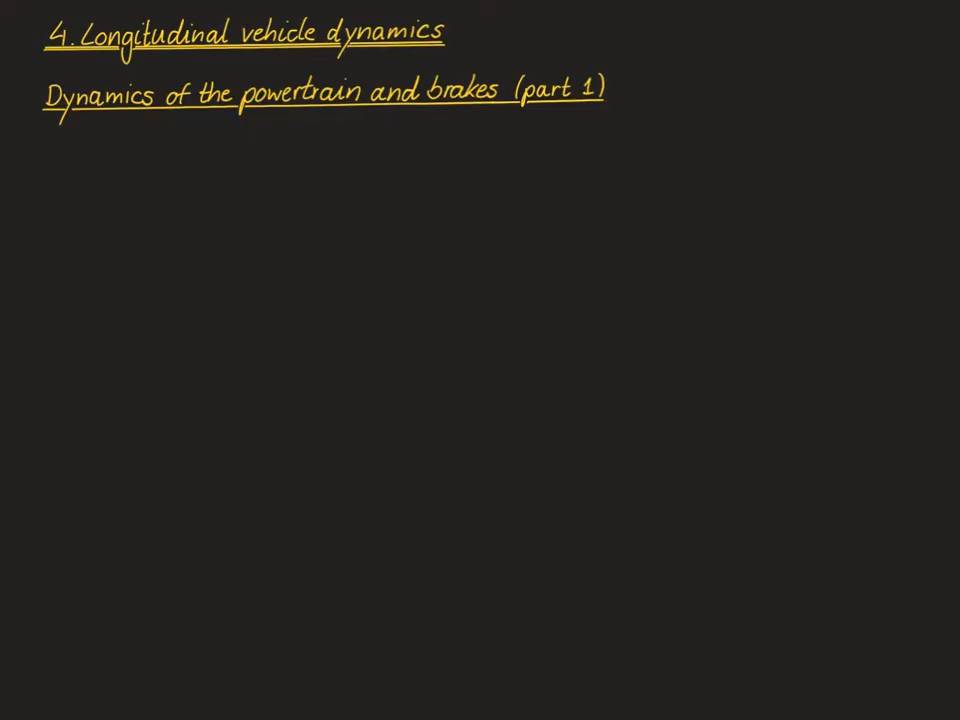 4. Longitudinal vehicle dynamics
Dynamics of the powertrain and brakes (part 1)